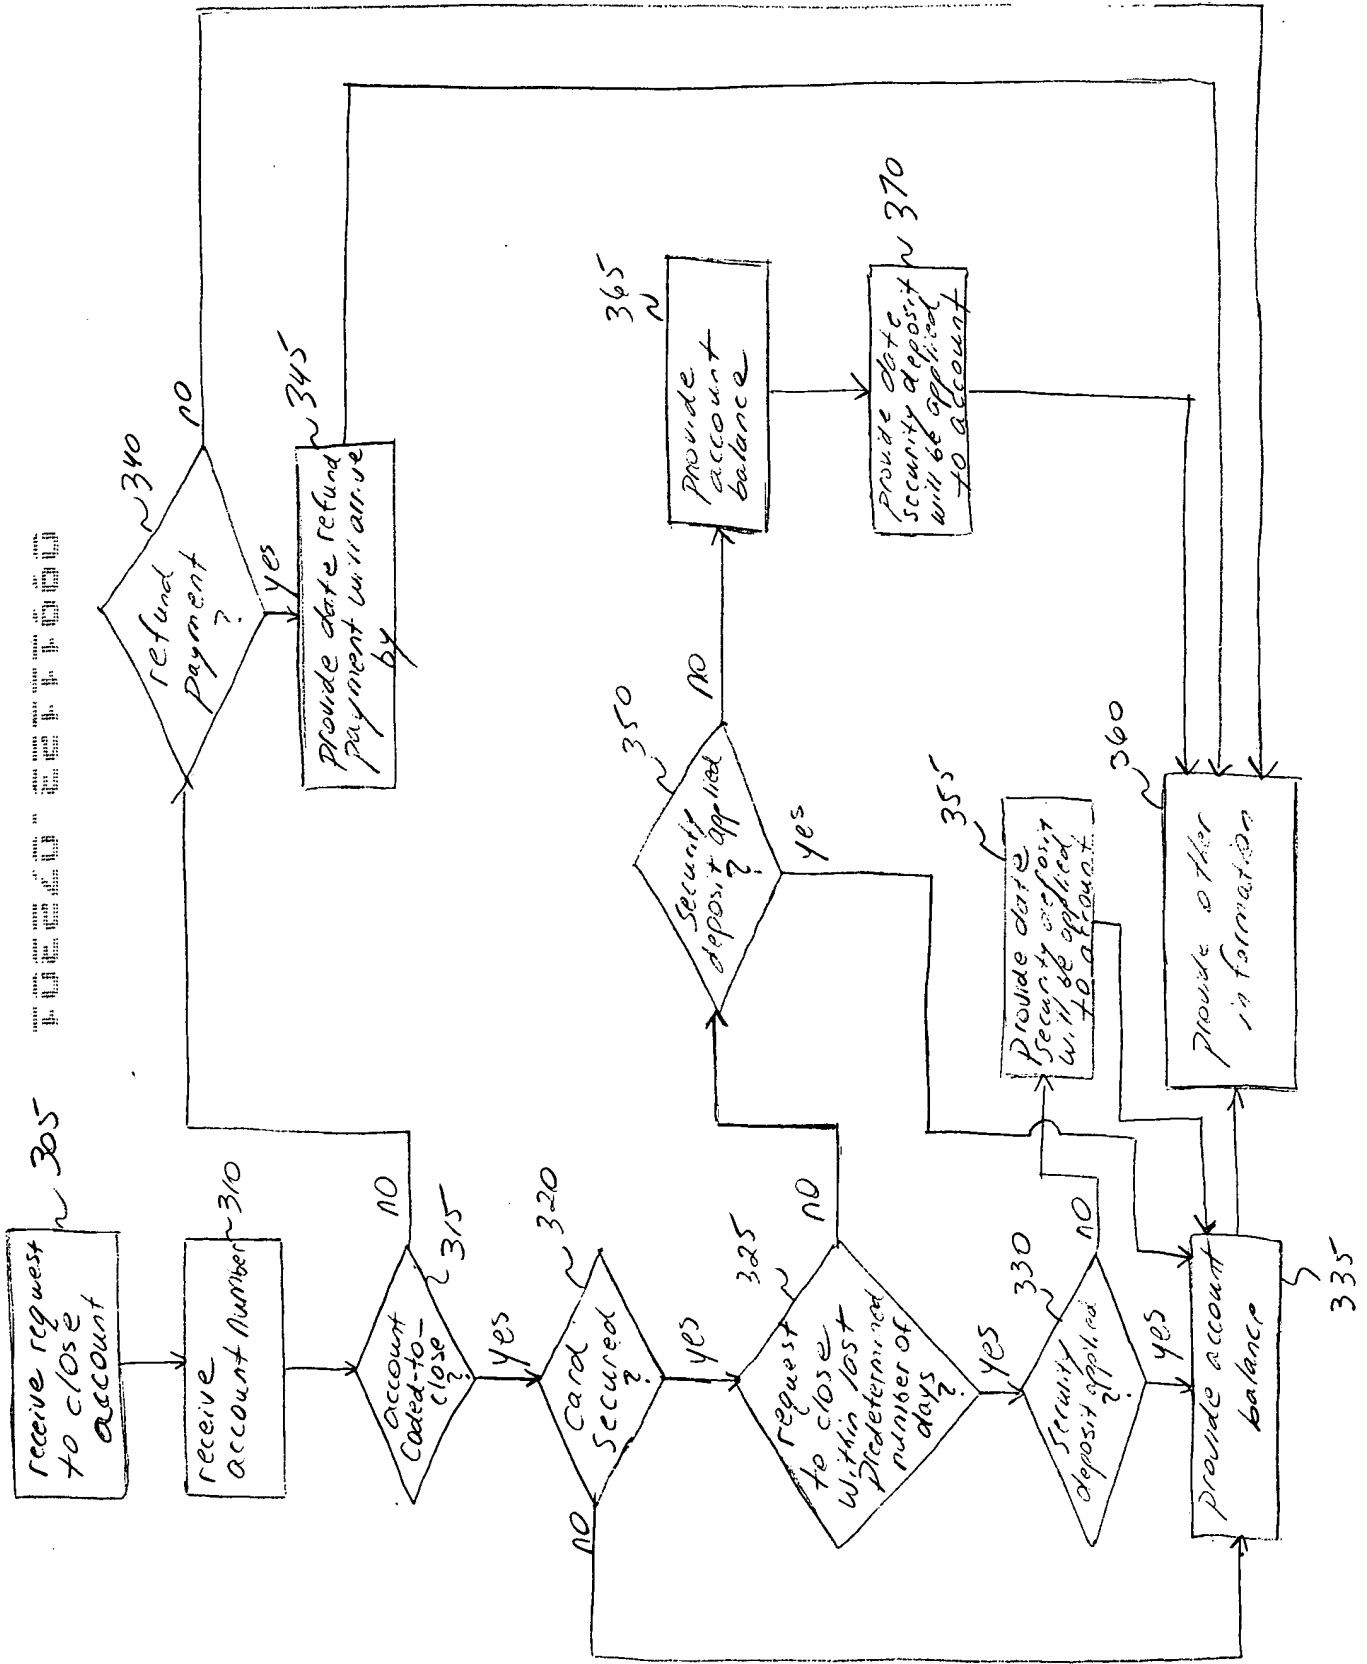 receive request
to close
account
305
receive
account number
310
account
coded-to-
close
?
315
no
yes
card
secured
?
320
no
yes
request
to close
within last
predetermined
number of
days
?
325
no
yes
security
deposit applied
?
330
no
yes
provide account
balance
335
refund
payment
?
340
no
yes
provide date refund
payment will arrive
by
345
security
deposit applied
?
350
no
yes
provide date
security deposit
will be applied
to account
355
provide other
information
360
provide
account
balance
365
provide date
security deposit
will be applied
to account
370